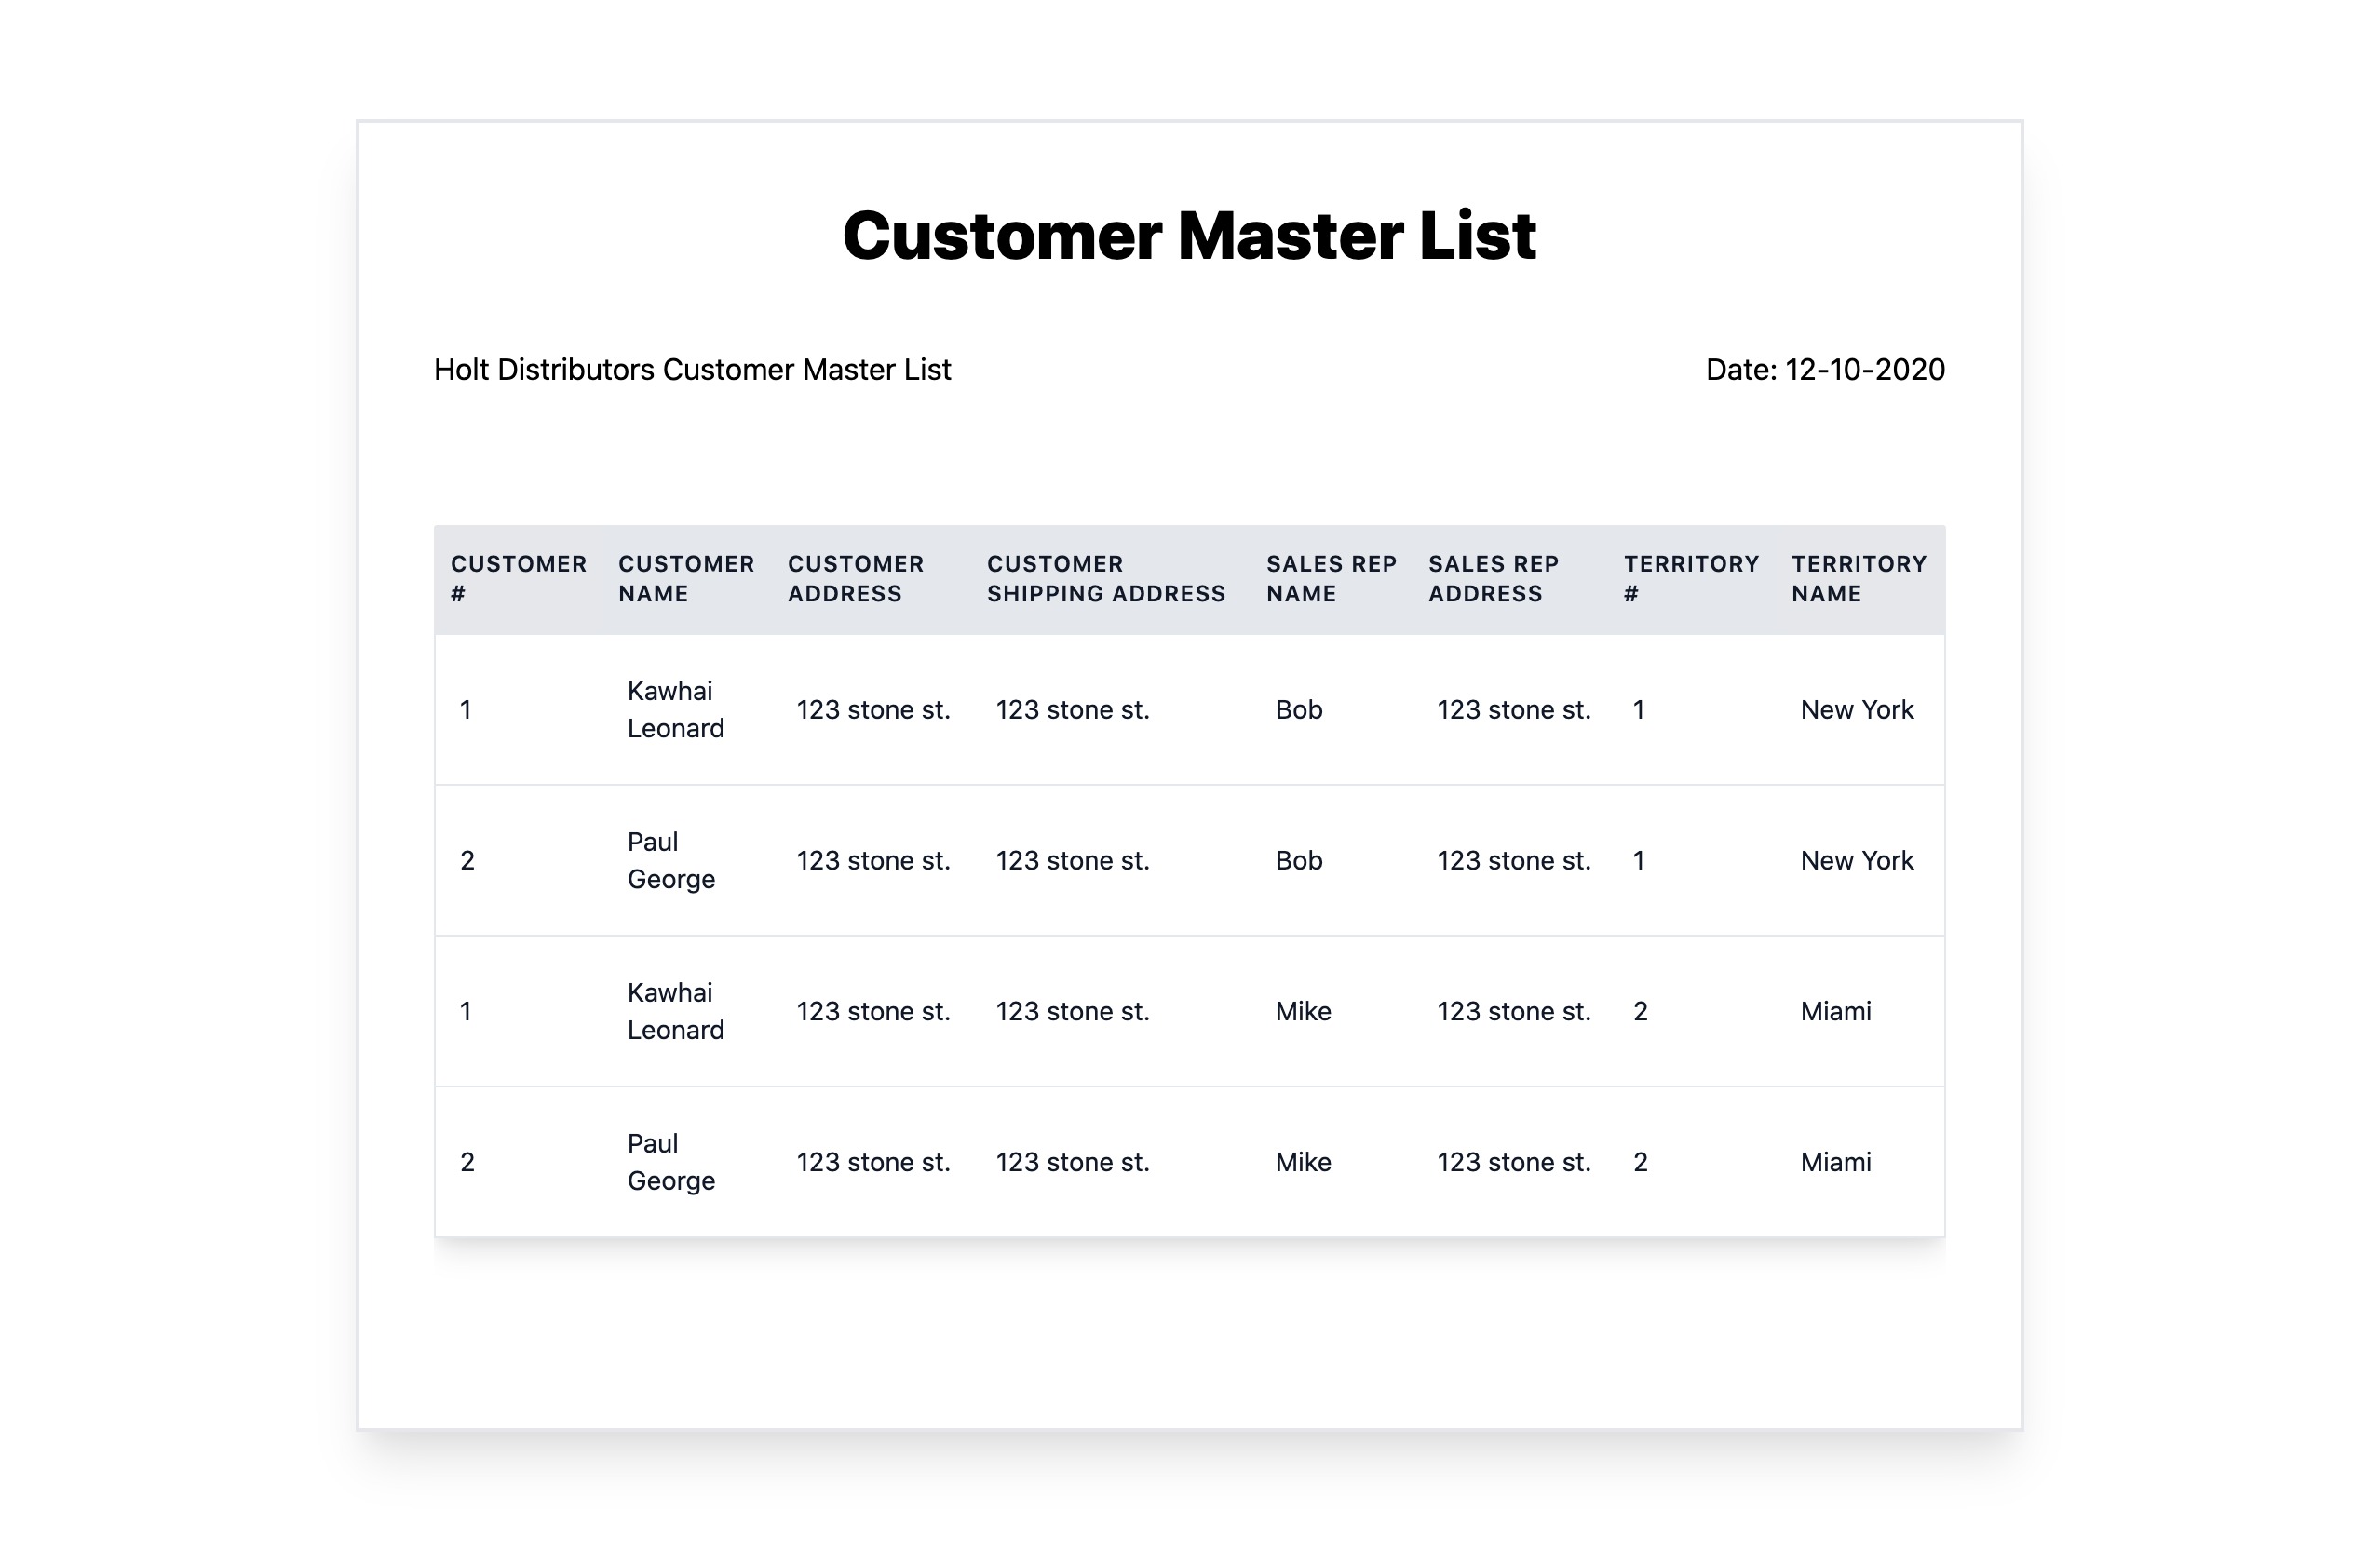 Customer Master List
Holt Distributors Customer Master List Date: 12-10-2020
CUSTOMER # CUSTOMER NAME CUSTOMER ADDRESS CUSTOMER SHIPPING ADDRESS SALES REP NAME SALES REP ADDRESS TERRITORY # TERRITORY NAME
1 Kawhai Leonard 123 stone st. 123 stone st. Bob 123 stone st. 1 New York
2 Paul George 123 stone st. 123 stone st. Bob 123 stone st. 1 New York
1 Kawhai Leonard 123 stone st. 123 stone st. Mike 123 stone st. 2 Miami
2 Paul George 123 stone st. 123 stone st. Mike 123 stone st. 2 Miami